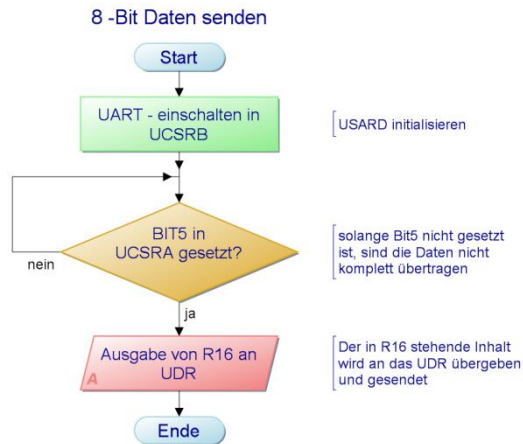 8 -Bit Daten senden
Start
UART - einschalten in
UCSRB
USARD initialisieren
BIT5 in
UCSRA gesetzt?
nein
solange Bit5 nicht gesetzt
ist, sind die Daten nicht
komplett übertragen
ja
Ausgabe von R16 an
UDR
A
Der in R16 stehende Inhalt
wird an das UDR übergeben
und gesendet
Ende